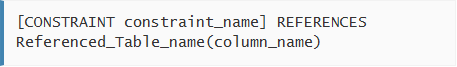 [CONSTRAINT constraint_name] REFERENCES
Referenced_Table_name(column_name)